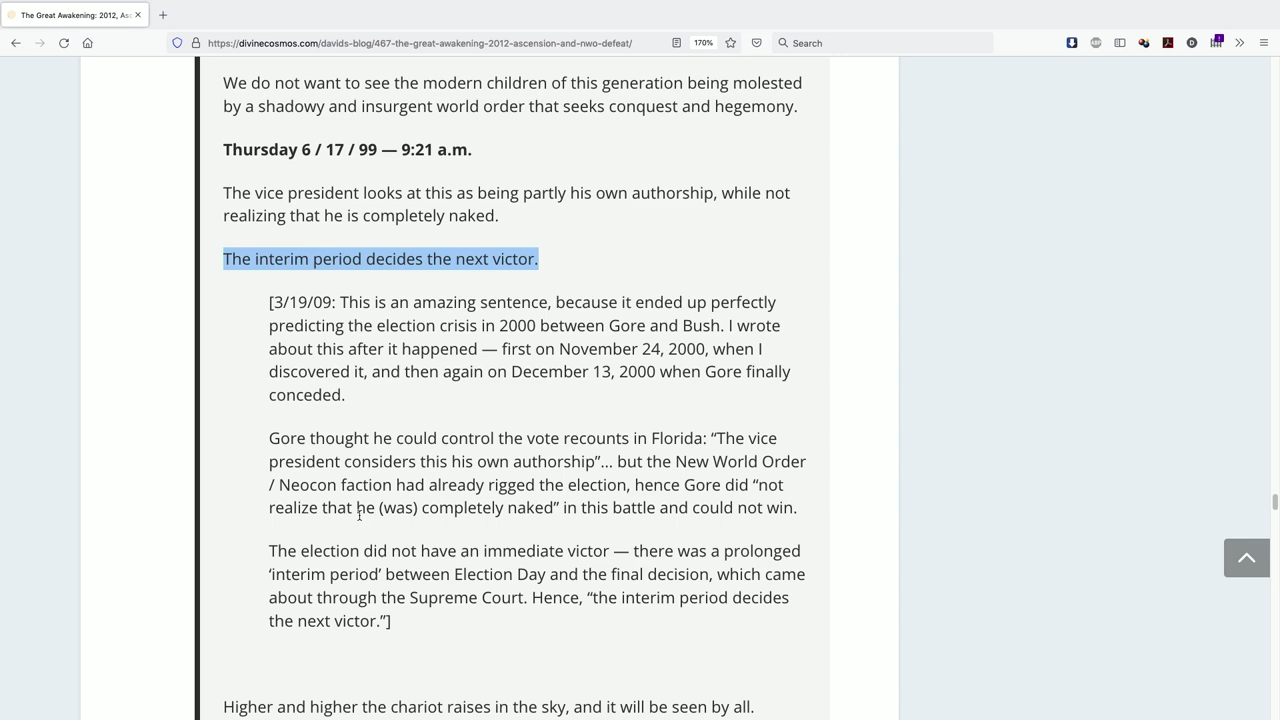 The Great Awakening: 2012, Asc
https://divinecosmos.com/davids-blog/467-the-great-awakening-2012-ascension-and-nwo-defeat/
170%
Search
We do not want to see the modern children of this generation being molested
by a shadowy and insurgent world order that seeks conquest and hegemony.
Thursday 6 / 17 / 99 — 9:21 a.m.
The vice president looks at this as being partly his own authorship, while not
realizing that he is completely naked.
The interim period decides the next victor.
[3/19/09: This is an amazing sentence, because it ended up perfectly
predicting the election crisis in 2000 between Gore and Bush. I wrote
about this after it happened — first on November 24, 2000, when I
discovered it, and then again on December 13, 2000 when Gore finally
conceded.
Gore thought he could control the vote recounts in Florida: “The vice
president considers this his own authorship”… but the New World Order
/ Neocon faction had already rigged the election, hence Gore did “not
realize that he (was) completely naked” in this battle and could not win.
The election did not have an immediate victor — there was a prolonged
‘interim period’ between Election Day and the final decision, which came
about through the Supreme Court. Hence, “the interim period decides
the next victor.”]
Higher and higher the chariot raises in the sky, and it will be seen by all.